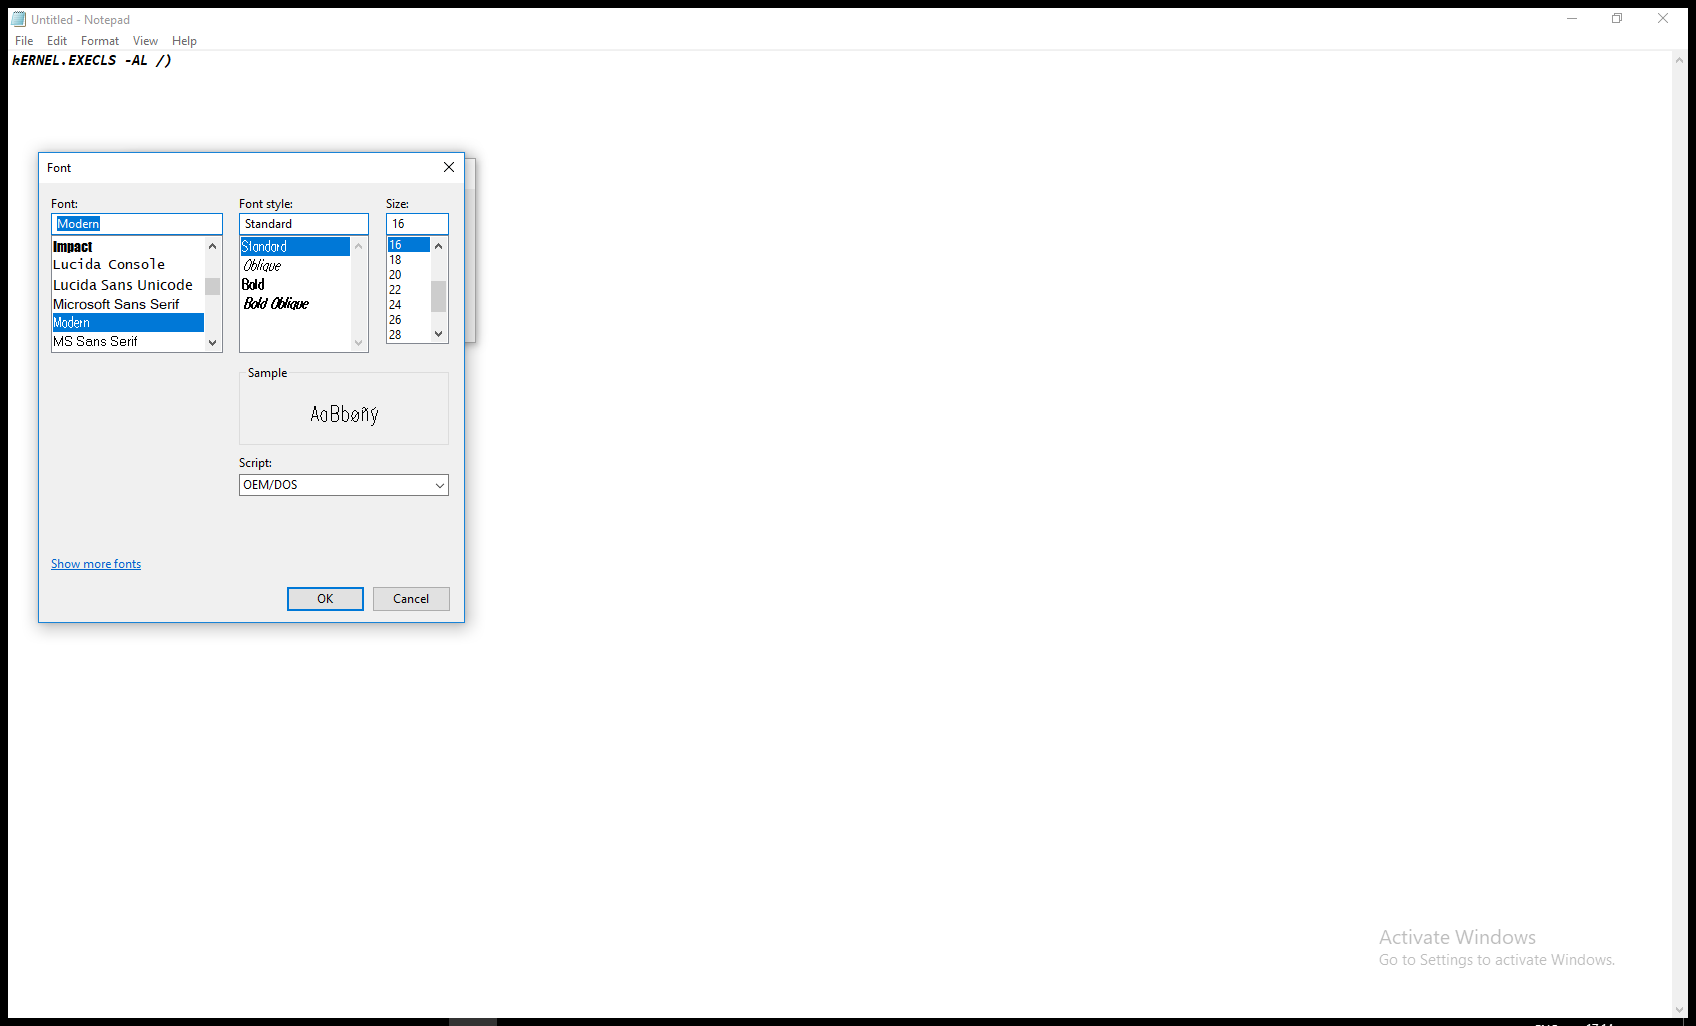 Untitled - Notepad
File Edit Format View Help
kERNEL.EXECLS -AL /)
Font
Font: Font style: Size:
Modern Standard 16
Impact
Lucida Console
Lucida Sans Unicode
Microsoft Sans Serif
Modern
MS Sans Serif
Standard
Oblique
Bold
Bold Oblique
16
18
20
22
24
26
28
Sample
AaBbøñý
Script:
OEM/DOS
Show more fonts
OK Cancel
Activate Windows
Go to Settings to activate Windows.